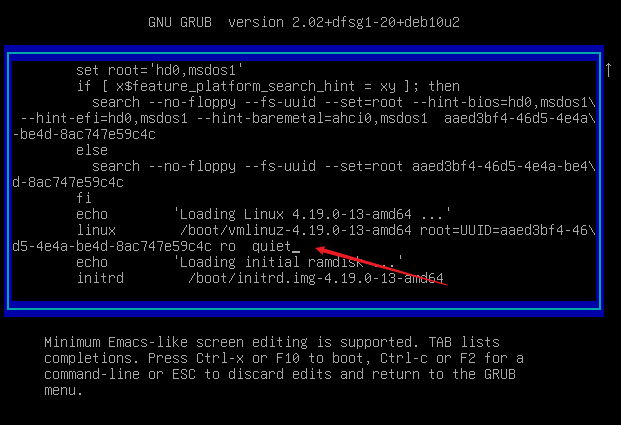 GNU GRUB  version 2.02+dfsg1-20+deb10u2
set root='hd0,msdos1'
if [ x$feature_platform_search_hint = xy ]; then
search --no-floppy --fs-uuid --set=root --hint-bios=hd0,msdos1\
--hint-efi=hd0,msdos1 --hint-baremetal=ahci0,msdos1  aaed3bf4-46d5-4e4a\
-be4d-8ac747e59c4c
else
search --no-floppy --fs-uuid --set=root aaed3bf4-46d5-4e4a-be4\
d-8ac747e59c4c
fi
echo        'Loading Linux 4.19.0-13-amd64 ...'
linux        /boot/vmlinuz-4.19.0-13-amd64 root=UUID=aaed3bf4-46\
d5-4e4a-be4d-8ac747e59c4c ro  quiet_
echo        'Loading initial ramdisk ...'
initrd        /boot/initrd.img-4.19.0-13-amd64
Minimum Emacs-like screen editing is supported. TAB lists
completions. Press Ctrl-x or F10 to boot, Ctrl-c or F2 for a
command-line or ESC to discard edits and return to the GRUB
menu.